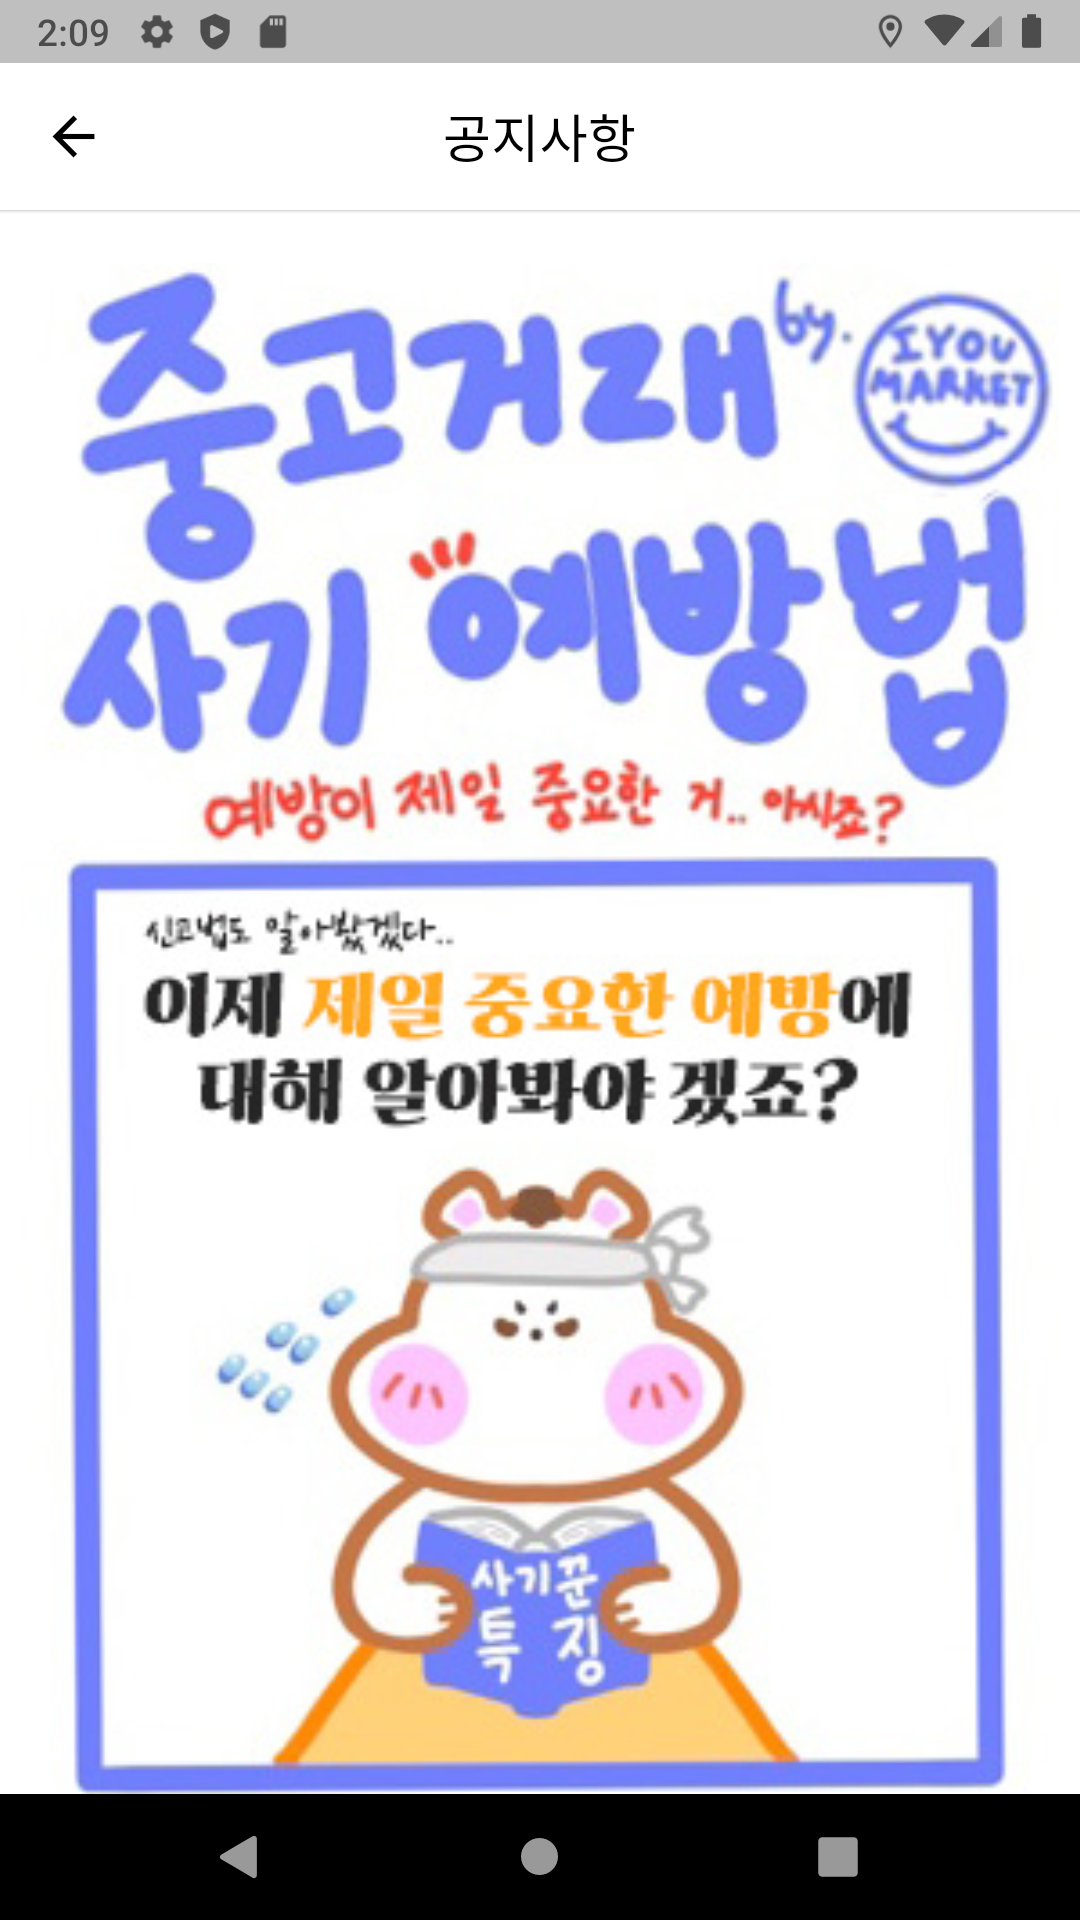 2:09
공지사항
중고거래 by.
IYOU
MARKET
사기 예방법
예방이 제일 중요한 거.. 아시죠?
신고법도 알아봤겠다..
이제 제일 중요한 예방에
대해 알아봐야 겠죠?
사기꾼
특징